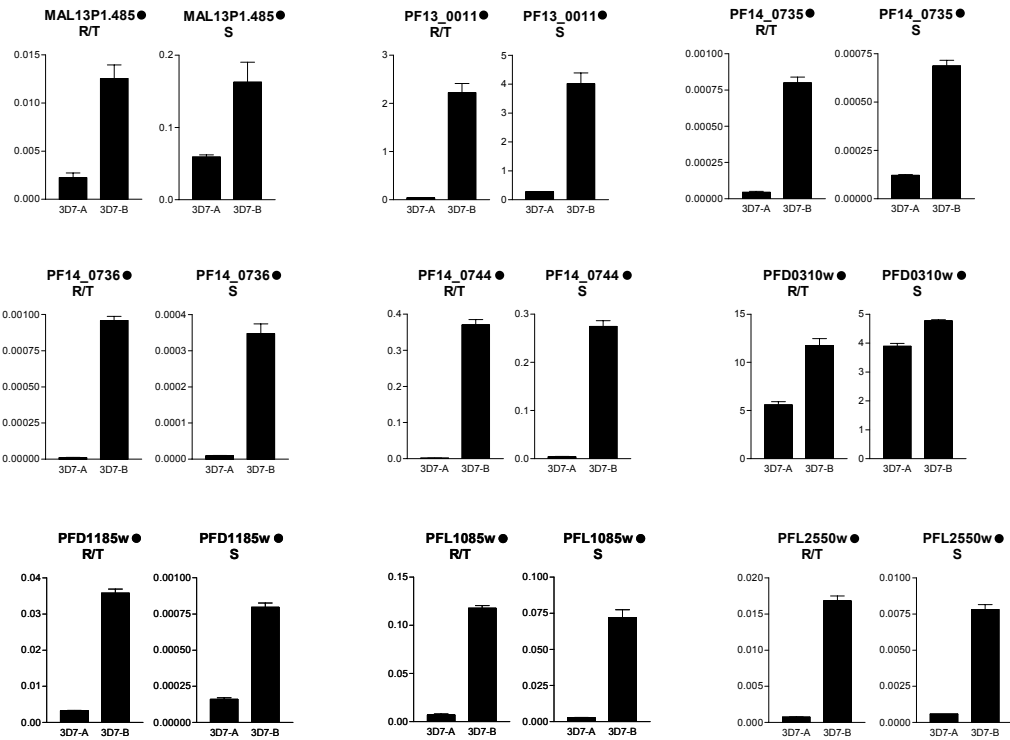 MAL13P1.485●
R/T
0.015
0.010
0.005
0.000
3D7-A 3D7-B
MAL13P1.485●
S
0.2
0.1
0.0
3D7-A 3D7-B
PF13_0011●
R/T
3
2
1
0
3D7-A 3D7-B
PF13_0011●
S
5
4
3
2
1
0
3D7-A 3D7-B
PF14_0735●
R/T
0.00100
0.00075
0.00050
0.00025
0.00000
3D7-A 3D7-B
PF14_0735●
S
0.00075
0.00050
0.00025
0.00000
3D7-A 3D7-B
PF14_0736●
R/T
0.00100
0.00075
0.00050
0.00025
0.00000
3D7-A 3D7-B
PF14_0736●
S
0.0004
0.0003
0.0002
0.0001
0.0000
3D7-A 3D7-B
PF14_0744●
R/T
0.4
0.3
0.2
0.1
0.0
3D7-A 3D7-B
PF14_0744●
S
0.3
0.2
0.1
0.0
3D7-A 3D7-B
PFD0310w●
R/T
15
10
5
0
3D7-A 3D7-B
PFD0310w●
S
5
4
3
2
1
0
3D7-A 3D7-B
PFD1185w●
R/T
0.04
0.03
0.02
0.01
0.00
3D7-A 3D7-B
PFD1185w●
S
0.00100
0.00075
0.00050
0.00025
0.00000
3D7-A 3D7-B
PFL1085w●
R/T
0.15
0.10
0.05
0.00
3D7-A 3D7-B
PFL1085w●
S
0.100
0.075
0.050
0.025
0.000
3D7-A 3D7-B
PFL2550w●
R/T
0.020
0.015
0.010
0.005
0.000
3D7-A 3D7-B
PFL2550w●
S
0.0100
0.0075
0.0050
0.0025
0.0000
3D7-A 3D7-B